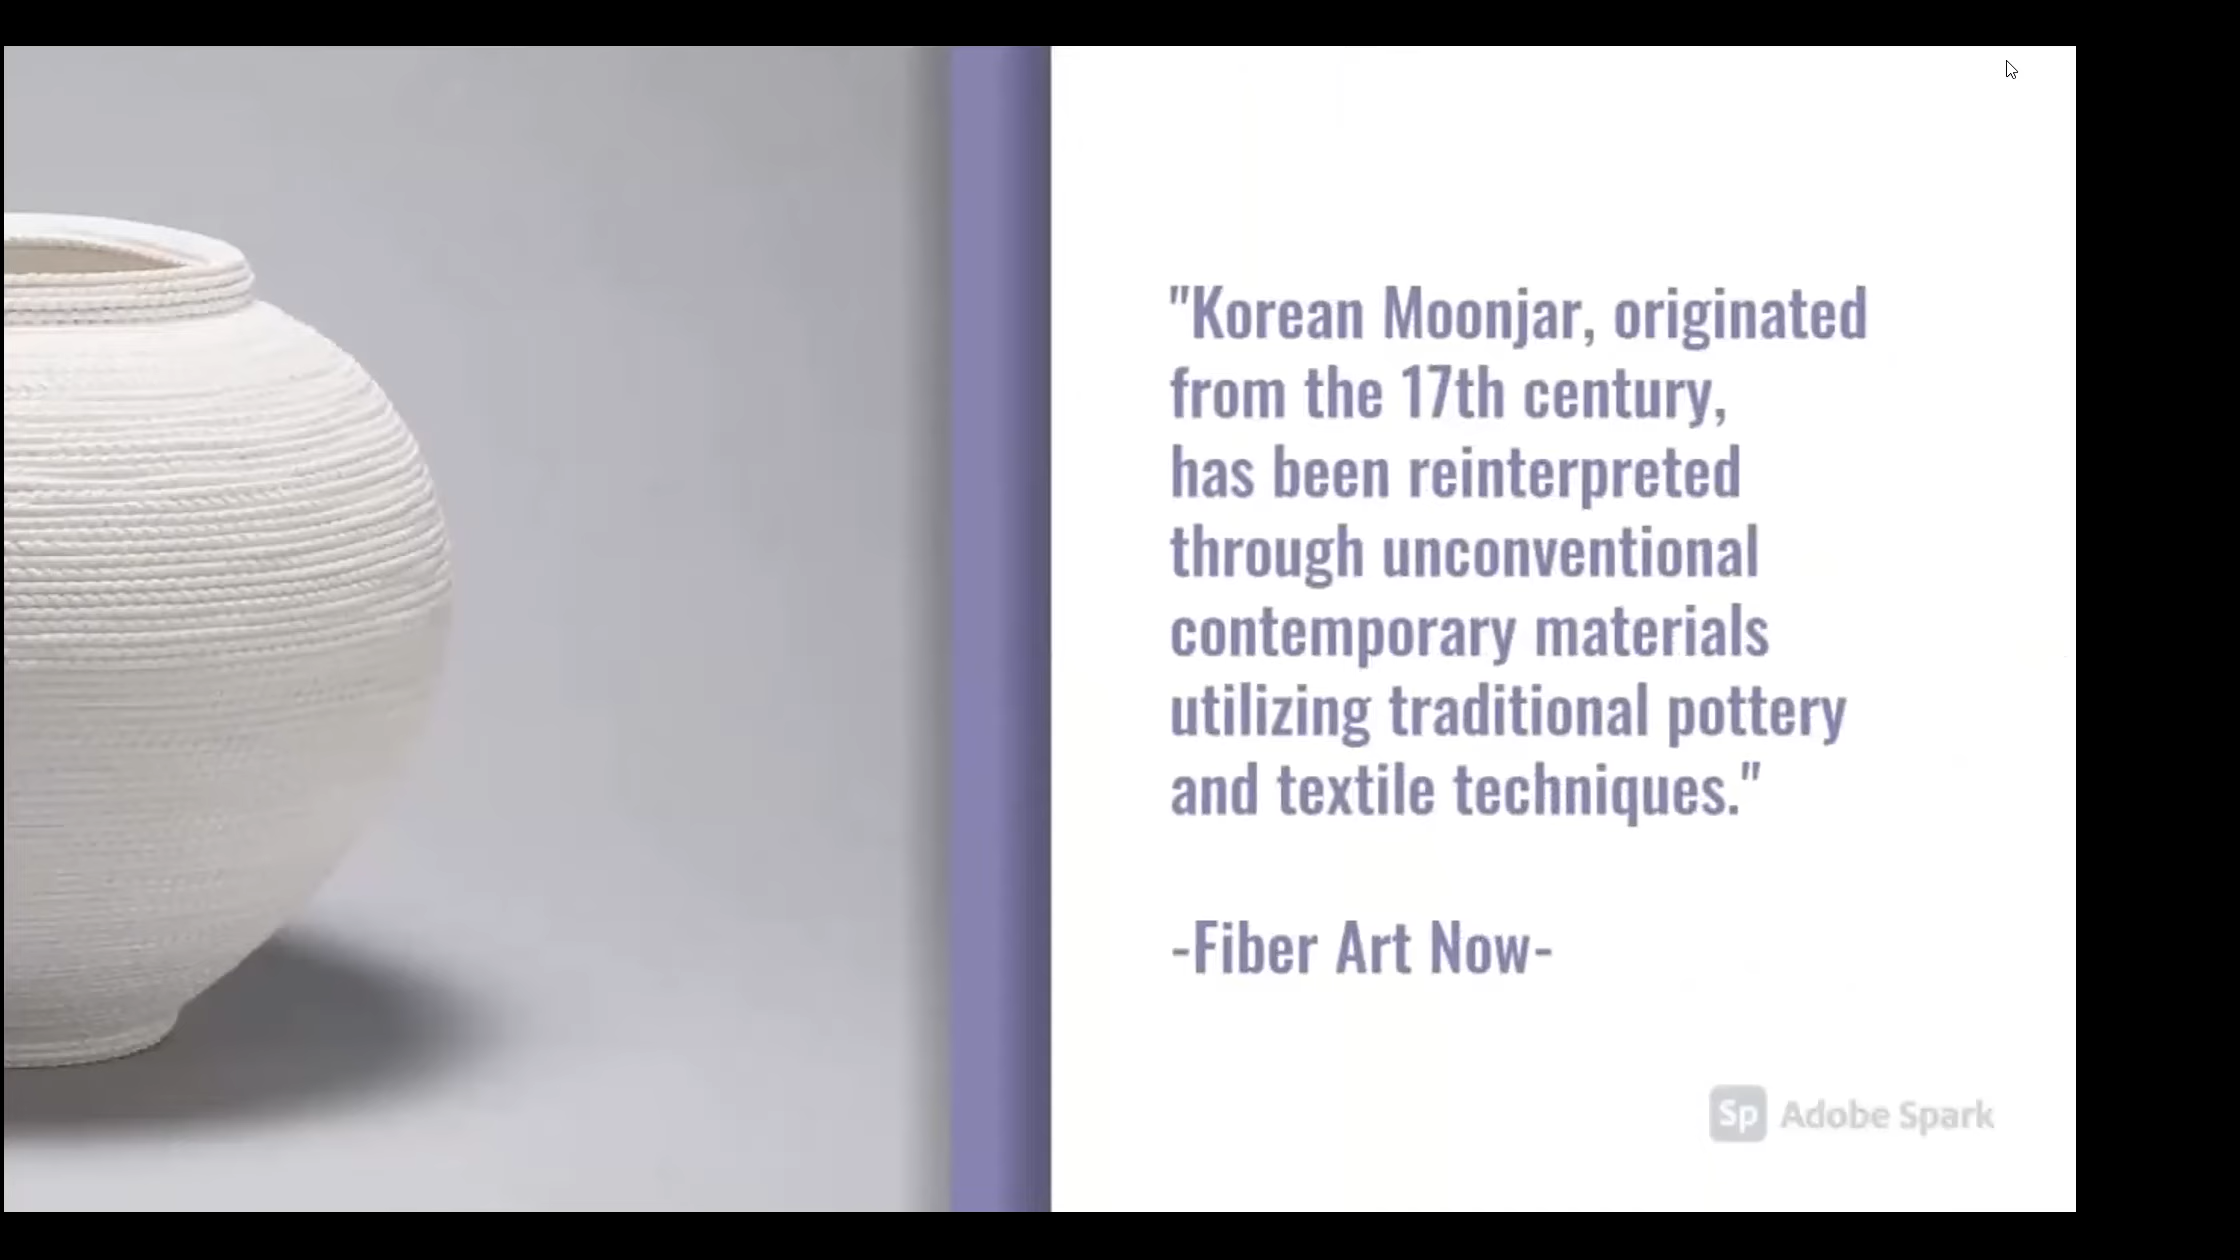 "Korean Moonjar, originated
from the 17th century,
has been reinterpreted
through unconventional
contemporary materials
utilizing traditional pottery
and textile techniques."
-Fiber Art Now-
Sp Adobe Spark